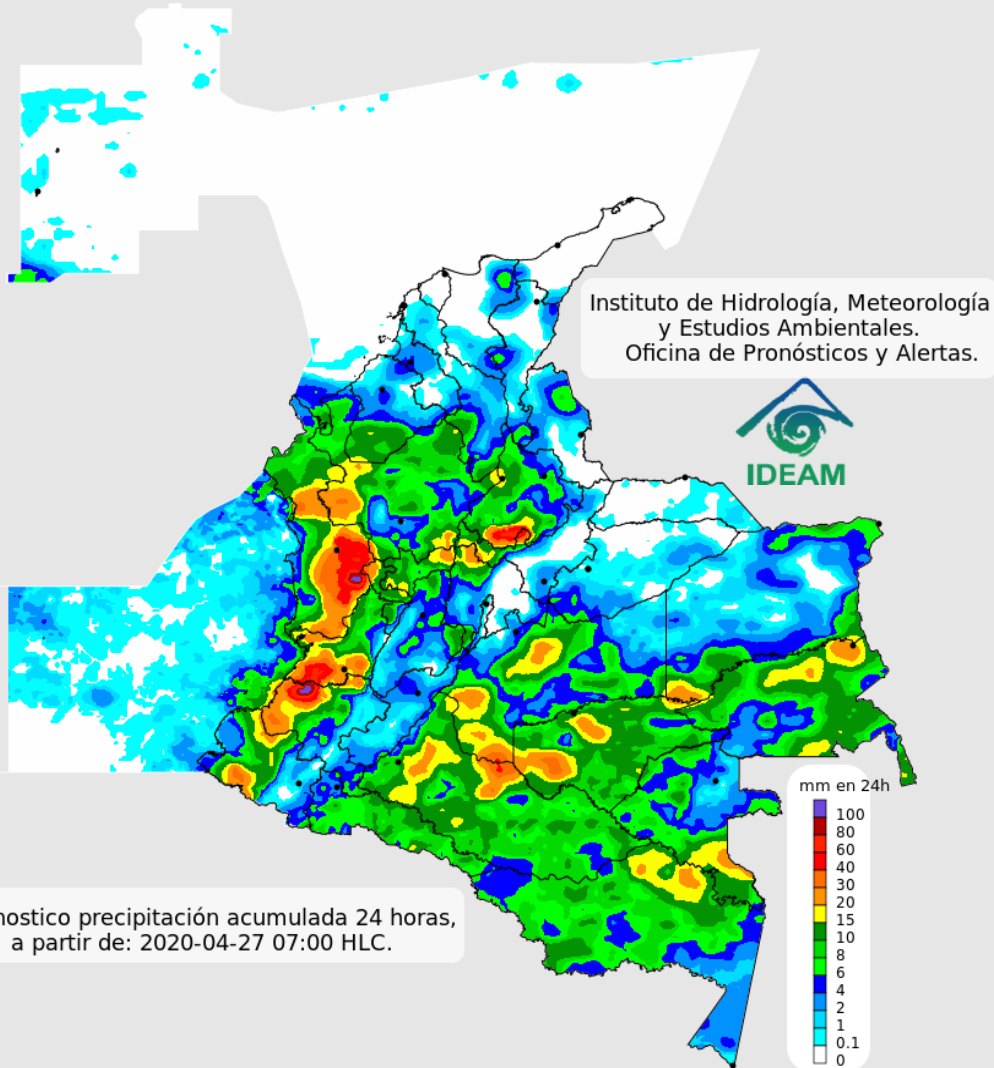 Instituto de Hidrología, Meteorología
y Estudios Ambientales.
Oficina de Pronósticos y Alertas.
IDEAM
mm en 24h
100
80
60
40
30
20
15
10
8
6
4
2
1
0.1
0
nostico precipitación acumulada 24 horas,
a partir de: 2020-04-27 07:00 HLC.